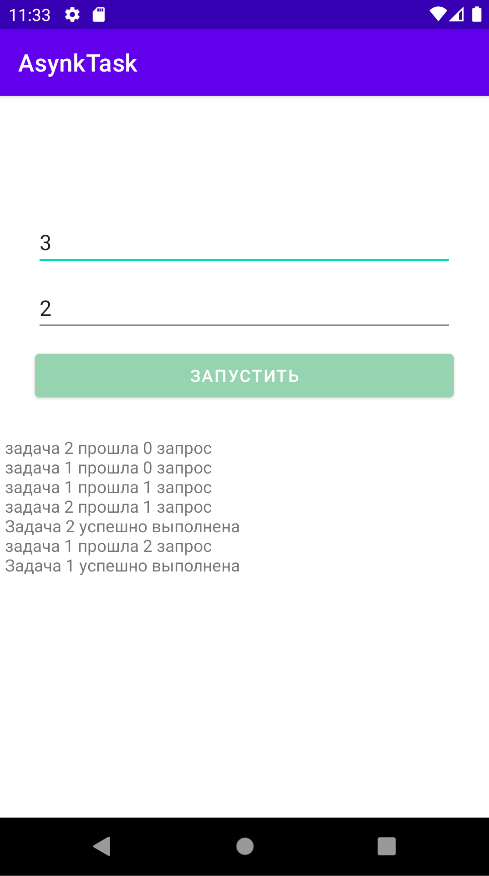 11:33
AsynkTask
3
2
ЗАПУСТИТЬ
задача 2 прошла 0 запрос
задача 1 прошла 0 запрос
задача 1 прошла 1 запрос
задача 2 прошла 1 запрос
Задача 2 успешно выполнена
задача 1 прошла 2 запрос
Задача 1 успешно выполнена